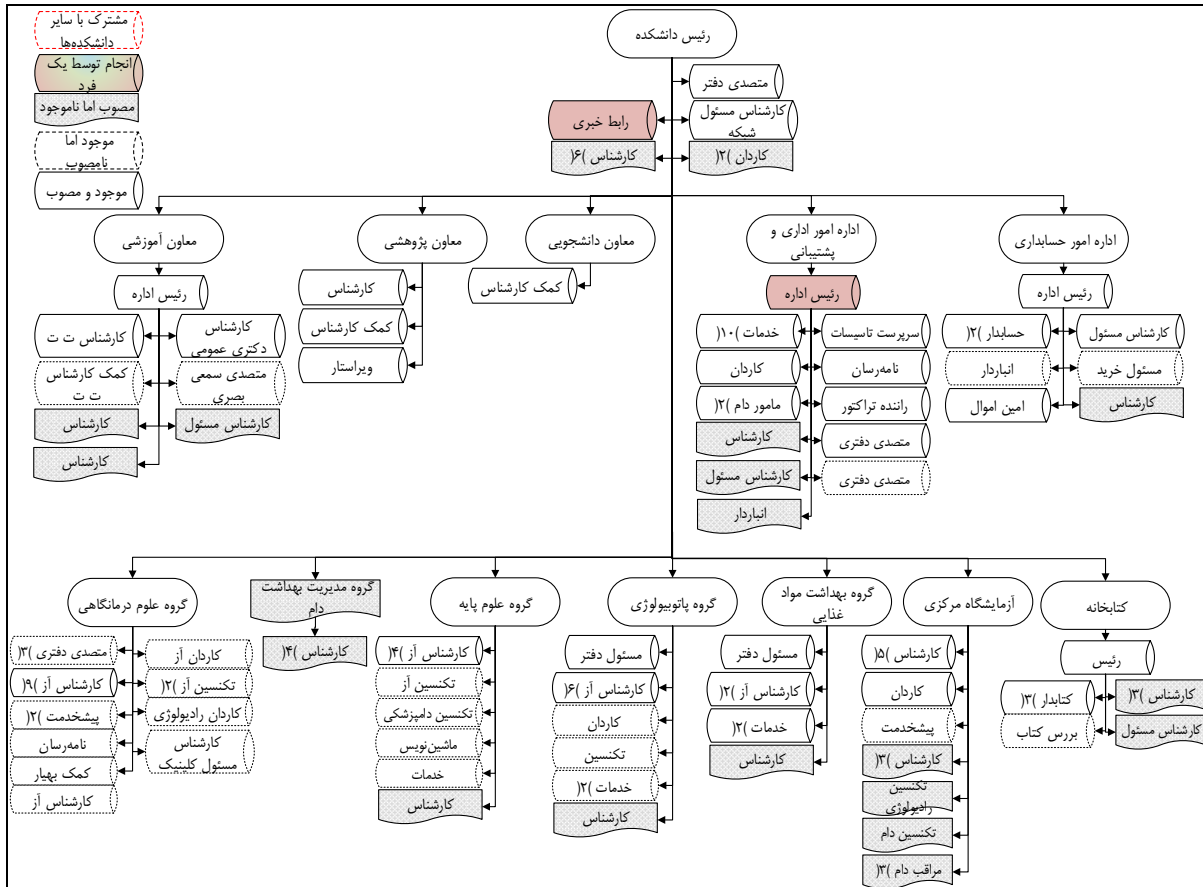 مشترک با سایر
دانشکده‌ها
انجام توسط یک
فرد
مصوب اما ناموجود
موجود اما
نامصوب
موجود و مصوب
رئیس دانشکده
متصدی دفتر
کارشناس مسئول
شبکه
رابط خبری
کاردان )۲(
کارشناس )۶(
اداره امور حسابداری
رئیس اداره
کارشناس مسئول
حسابدار )۲(
مسئول خرید
انباردار
کارشناس
امین اموال
اداره امور اداری و
پشتیبانی
رئیس اداره
سرپرست تاسیسات
خدمات )۱۰(
نامه‌رسان
کاردان
راننده تراکتور
مامور دام )۲(
متصدی دفتری
کارشناس
متصدی دفتری
کارشناس مسئول
انباردار
معاون دانشجویی
کمک کارشناس
معاون پژوهشی
کارشناس
کمک کارشناس
ویراستار
معاون آموزشی
رئیس اداره
کارشناس
دکتری عمومی
کارشناس ت ت
متصدی سمعی
بصری
کمک کارشناس
ت ت
کارشناس مسئول
کارشناس
کارشناس
کتابخانه
رئیس
کارشناس )۳(
کتابدار )۳(
کارشناس مسئول
بررس کتاب
آزمایشگاه مرکزی
کارشناس )۵(
کاردان
پیشخدمت
کارشناس )۳(
تکنسین
رادیولوژی
تکنسین دام
مراقب دام )۳(
گروه بهداشت مواد
غذایی
مسئول دفتر
کارشناس آز )۲(
خدمات )۲(
کارشناس
گروه پاتوبیولوژی
مسئول دفتر
کارشناس آز )۶(
کاردان
تکنسین
خدمات )۲(
کارشناس
گروه علوم پایه
کارشناس آز )۴(
تکنسین آز
تکنسین دامپزشکی
ماشین‌نویس
خدمات
کارشناس
گروه مدیریت بهداشت
دام
کارشناس )۴(
گروه علوم درمانگاهی
کاردان آز
متصدی دفتری )۳(
تکنسین آز )۲(
کارشناس آز )۹(
کاردان رادیولوژی
پیشخدمت )۲(
کارشناس
مسئول کلینیک
نامه‌رسان
کمک بهیار
کارشناس آز